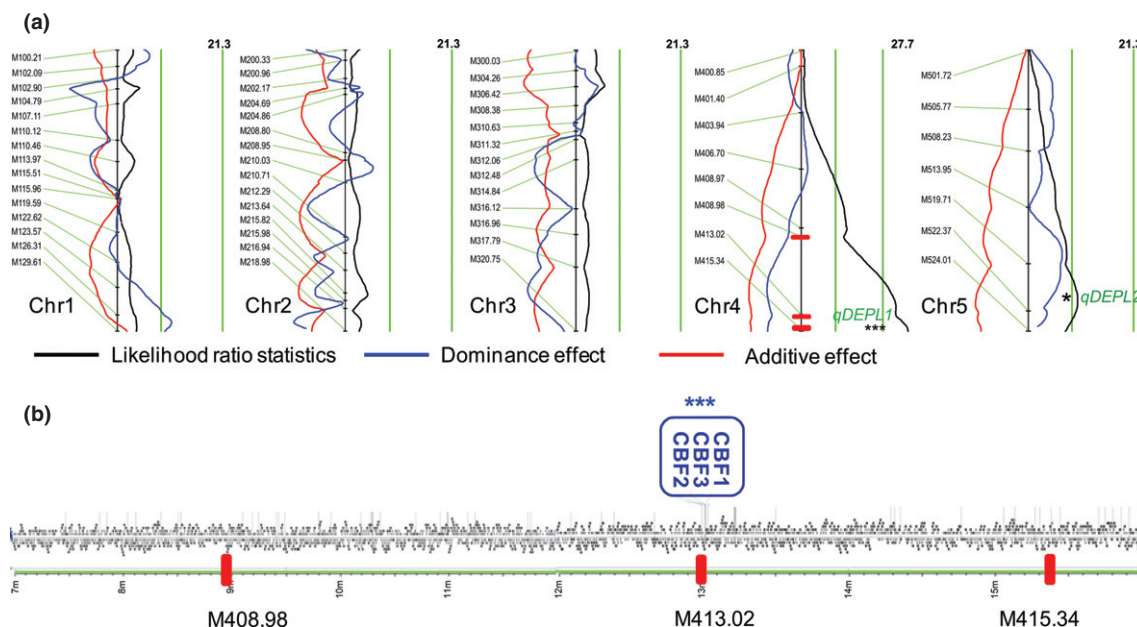 (a)
21.3
21.3
21.3
27.7
21.3
M100.21
M102.09
M102.90
M104.79
M107.11
M110.12
M110.46
M113.97
M115.51
M115.96
M119.59
M122.62
M123.57
M126.31
M129.61
Chr1
M200.33
M200.96
M202.17
M204.69
M204.86
M208.80
M208.95
M210.03
M210.71
M212.29
M213.64
M215.82
M215.98
M216.94
M218.98
Chr2
M300.03
M304.26
M306.42
M308.38
M310.63
M311.32
M312.06
M312.48
M314.84
M316.12
M316.96
M317.79
M320.75
Chr3
M400.85
M401.40
M403.94
M406.70
M408.97
M408.98
M413.02
M415.34
Chr4
qDEPL1
***
M501.72
M505.77
M508.23
M513.95
M519.71
M522.37
M524.01
Chr5
* qDEPL2
Likelihood ratio statistics
Dominance effect
Additive effect
(b)
***
CBF1
CBF3
CBF2
7m
8m
9m
10m
11m
12m
13m
14m
15m
M408.98
M413.02
M415.34